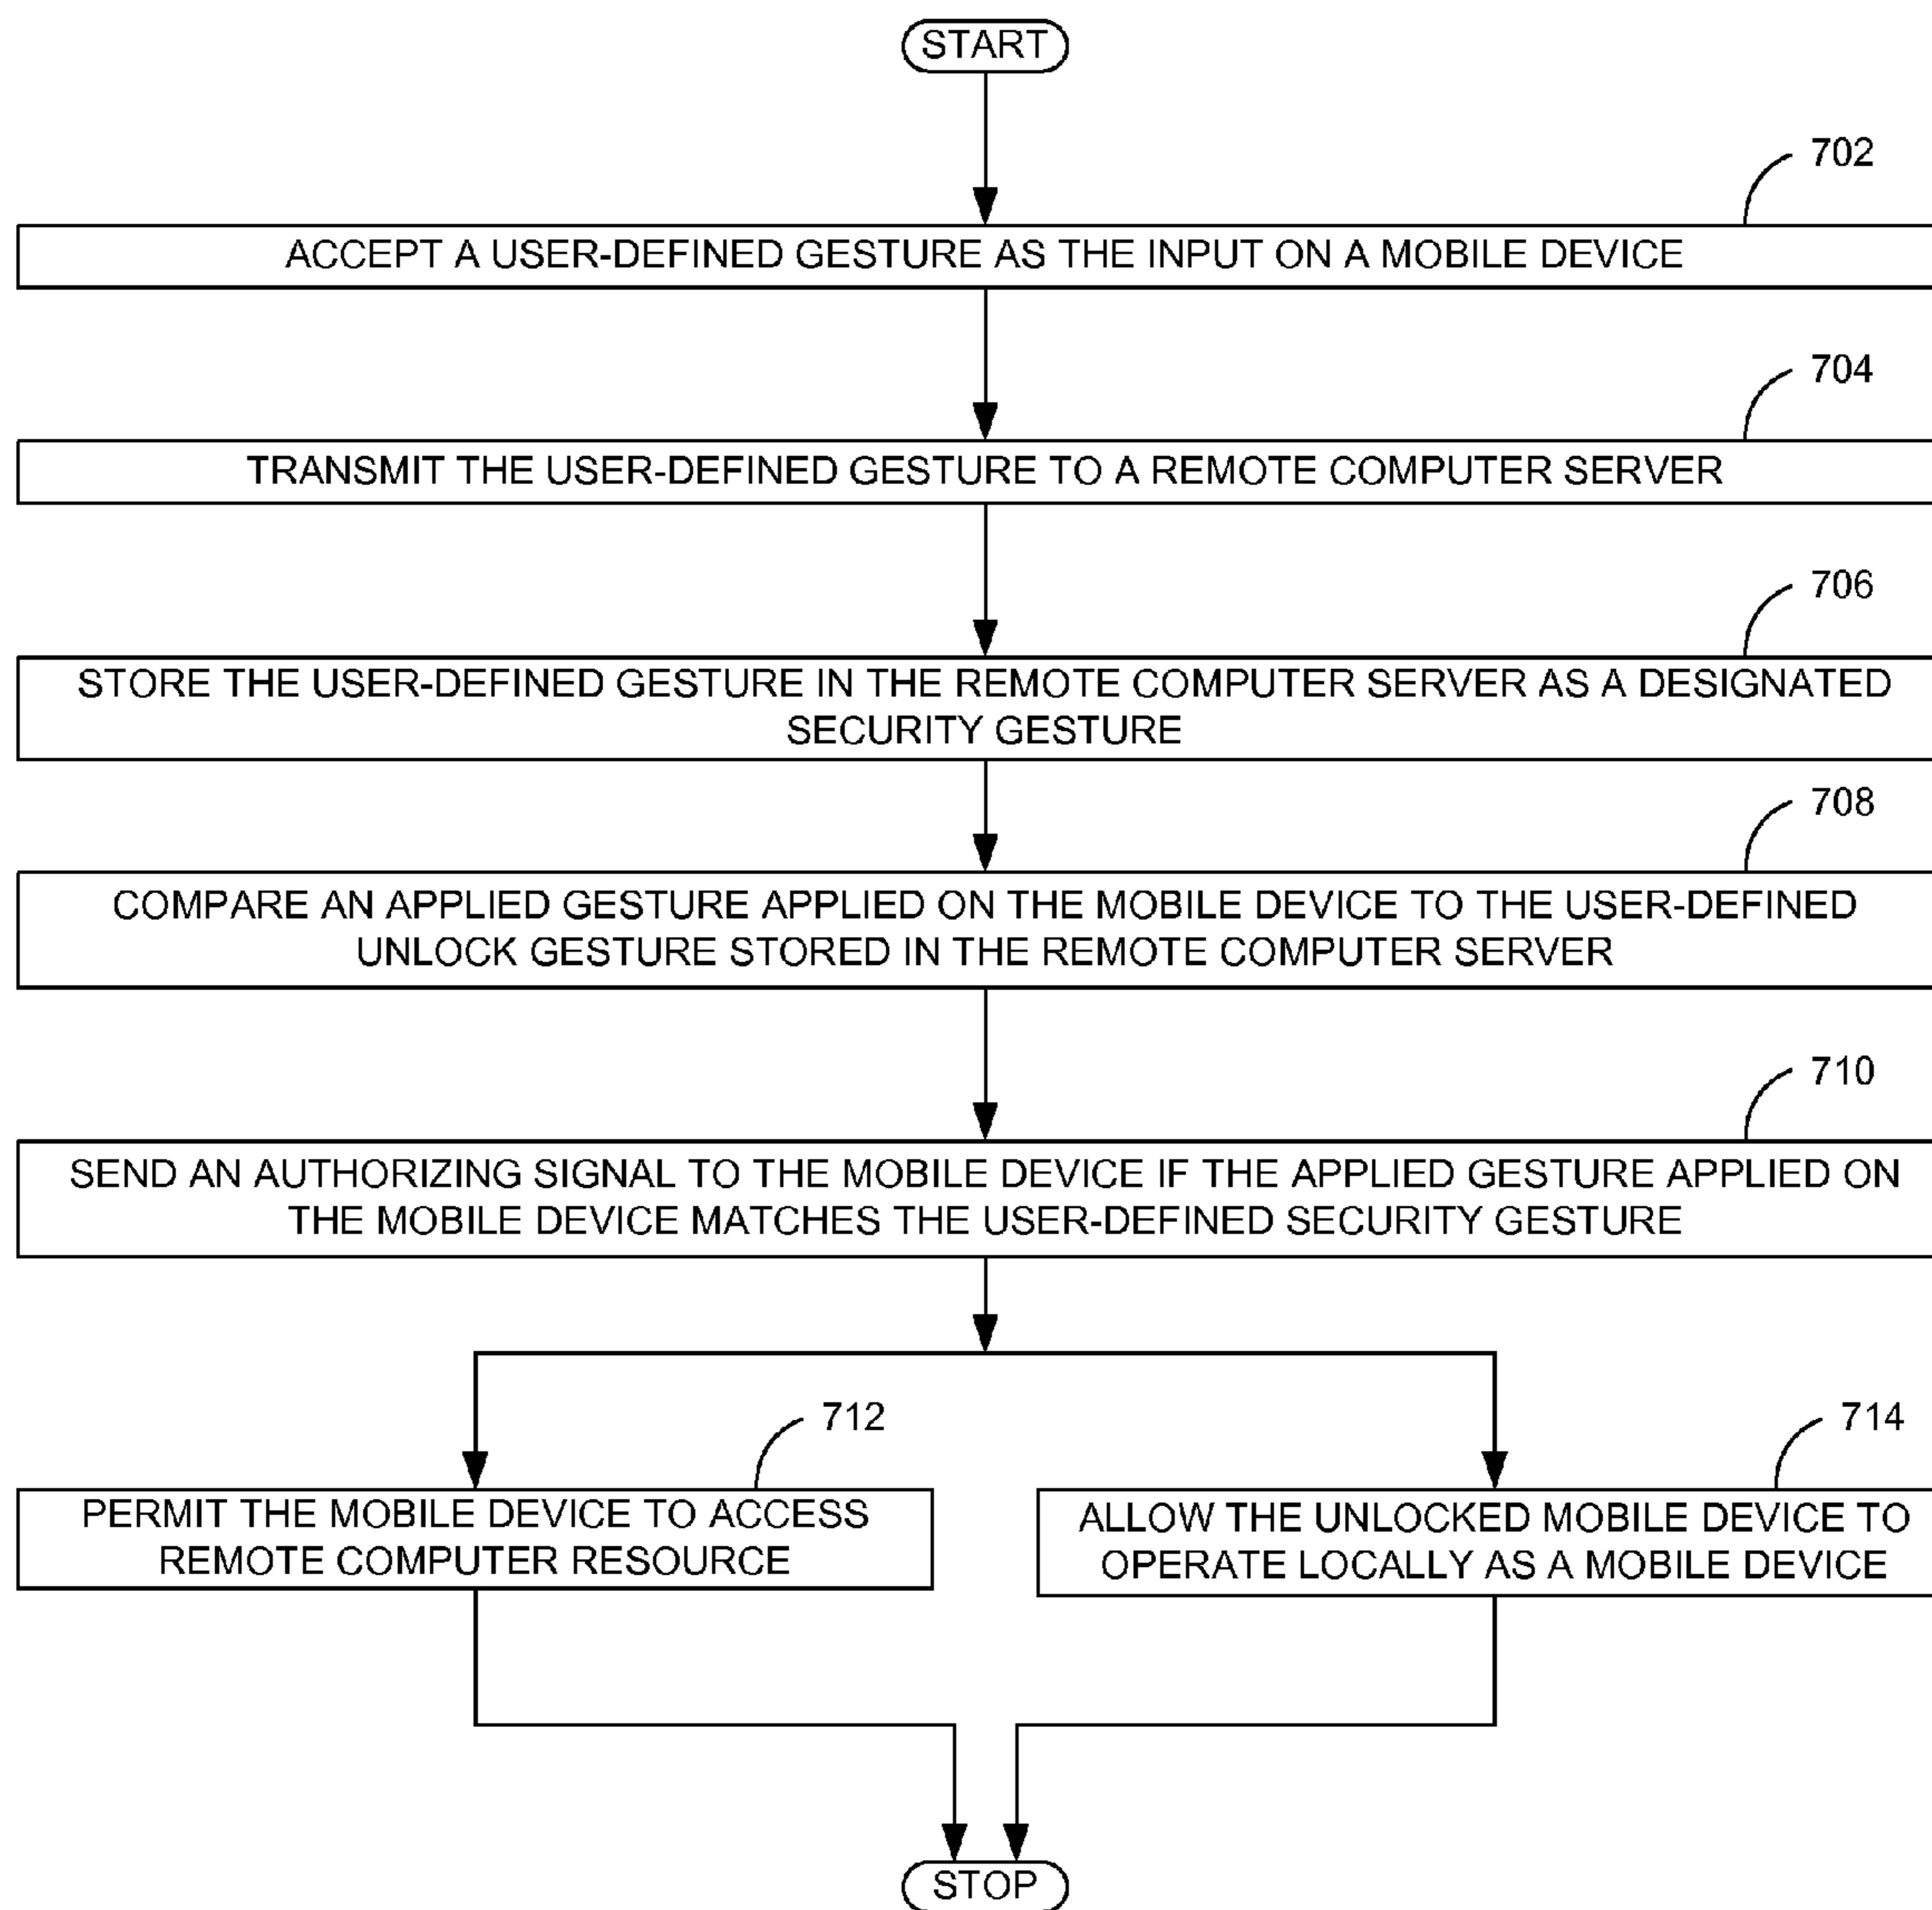 START
702
ACCEPT A USER-DEFINED GESTURE AS THE INPUT ON A MOBILE DEVICE
704
TRANSMIT THE USER-DEFINED GESTURE TO A REMOTE COMPUTER SERVER
706
STORE THE USER-DEFINED GESTURE IN THE REMOTE COMPUTER SERVER AS A DESIGNATED
SECURITY GESTURE
708
COMPARE AN APPLIED GESTURE APPLIED ON THE MOBILE DEVICE TO THE USER-DEFINED
UNLOCK GESTURE STORED IN THE REMOTE COMPUTER SERVER
710
SEND AN AUTHORIZING SIGNAL TO THE MOBILE DEVICE IF THE APPLIED GESTURE APPLIED ON
THE MOBILE DEVICE MATCHES THE USER-DEFINED SECURITY GESTURE
712
PERMIT THE MOBILE DEVICE TO ACCESS
REMOTE COMPUTER RESOURCE
714
ALLOW THE UNLOCKED MOBILE DEVICE TO
OPERATE LOCALLY AS A MOBILE DEVICE
STOP